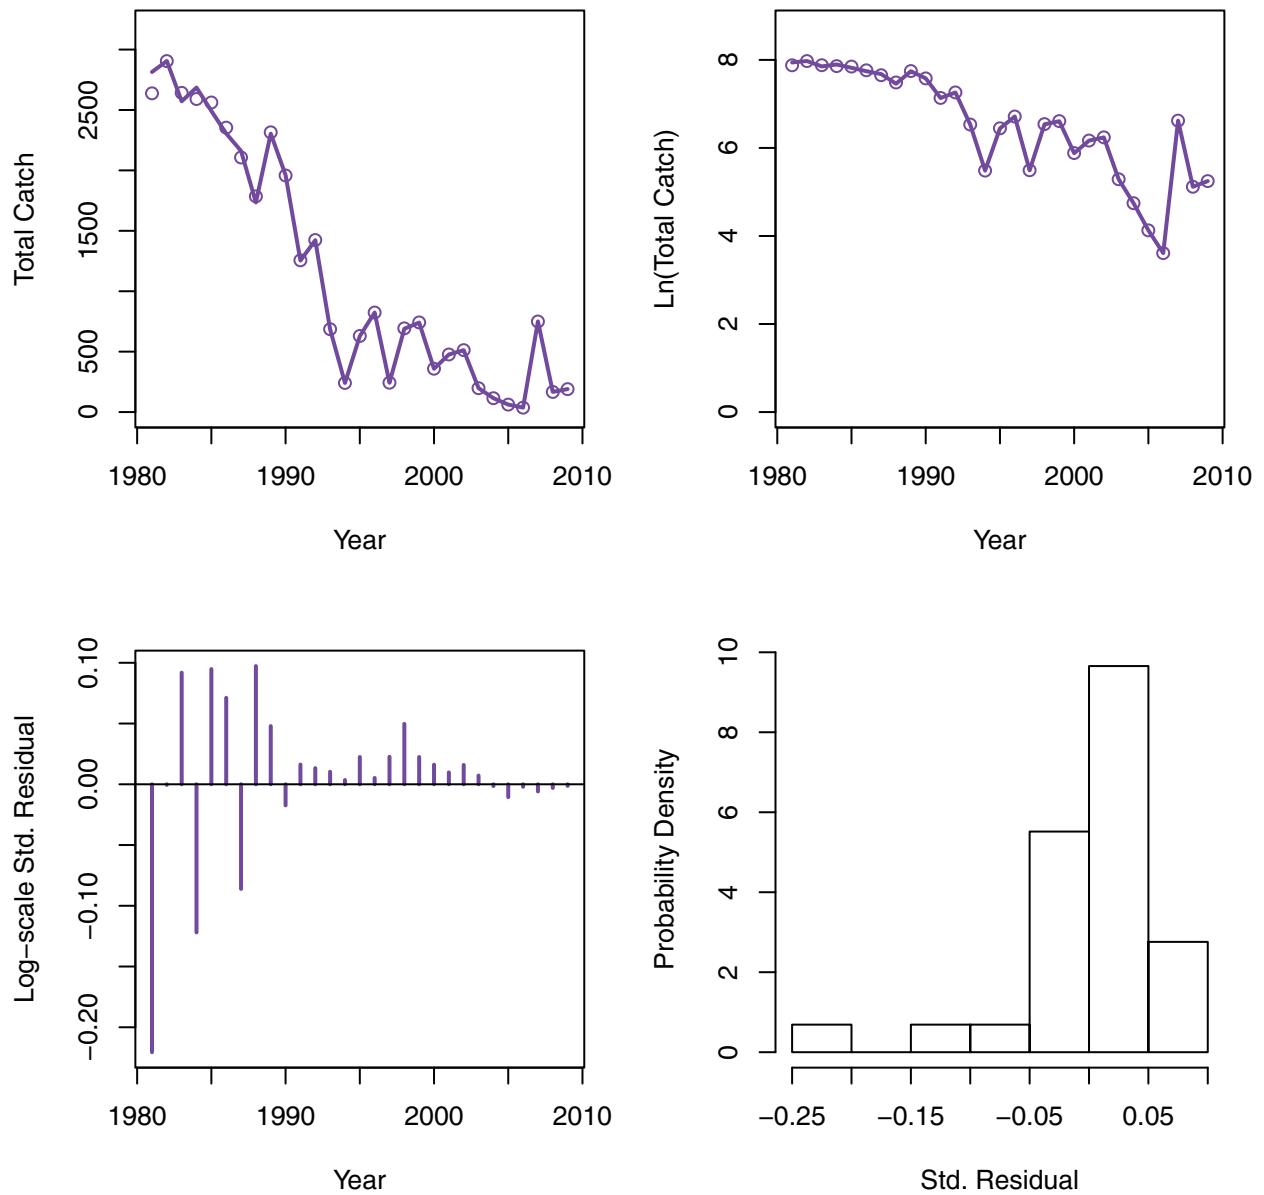 Total Catch
0
500
1500
2500
1980 1990 2000 2010
Year
Ln(Total Catch)
0
2
4
6
8
1980 1990 2000 2010
Year
Log−scale Std. Residual
−0.20
−0.10
0.00
0.10
1980 1990 2000 2010
Year
Probability Density
0
2
4
6
8
10
−0.25 −0.15 −0.05 0.05
Std. Residual